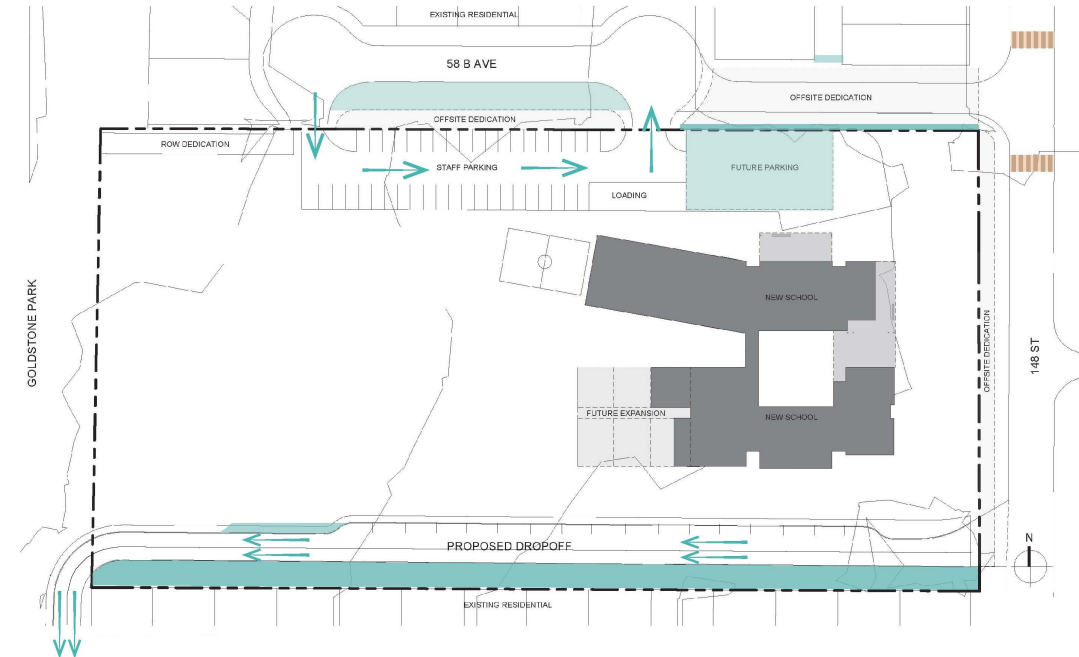 EXISTING RESIDENTIAL
58 B AVE
OFFSITE DEDICATION
OFFSITE DEDICATION
ROW DEDICATION
STAFF PARKING
FUTURE PARKING
LOADING
NEW SCHOOL
GOLDSTONE PARK
OFFSITE DEDICATION
148 ST
FUTURE EXPANSION
NEW SCHOOL
N
PROPOSED DROPOFF
EXISTING RESIDENTIAL